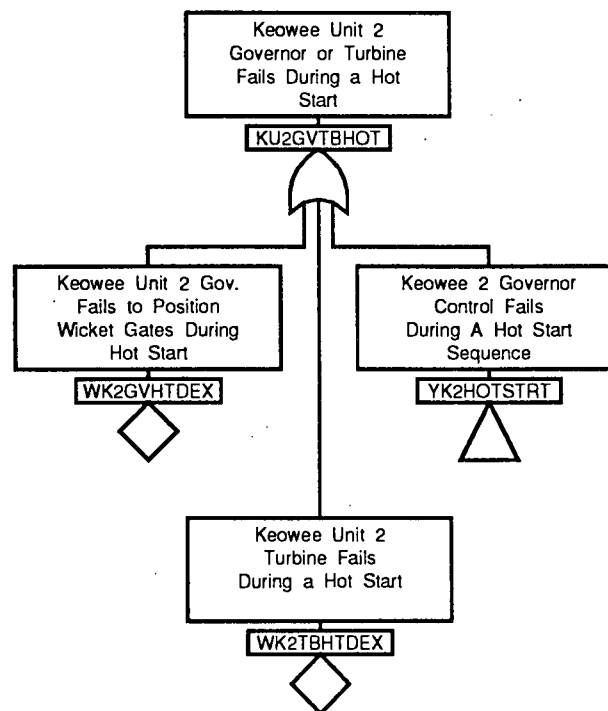 Keowee Unit 2
Governor or Turbine
Fails During a Hot
Start
KU2GVTBHOT
Keowee Unit 2 Gov.
Fails to Position
Wicket Gates During
Hot Start
WK2GVHTDEX
Keowee 2 Governor
Control Fails
During A Hot Start
Sequence
YK2HOTSTRT
Keowee Unit 2
Turbine Fails
During a Hot Start
WK2TBHTDEX